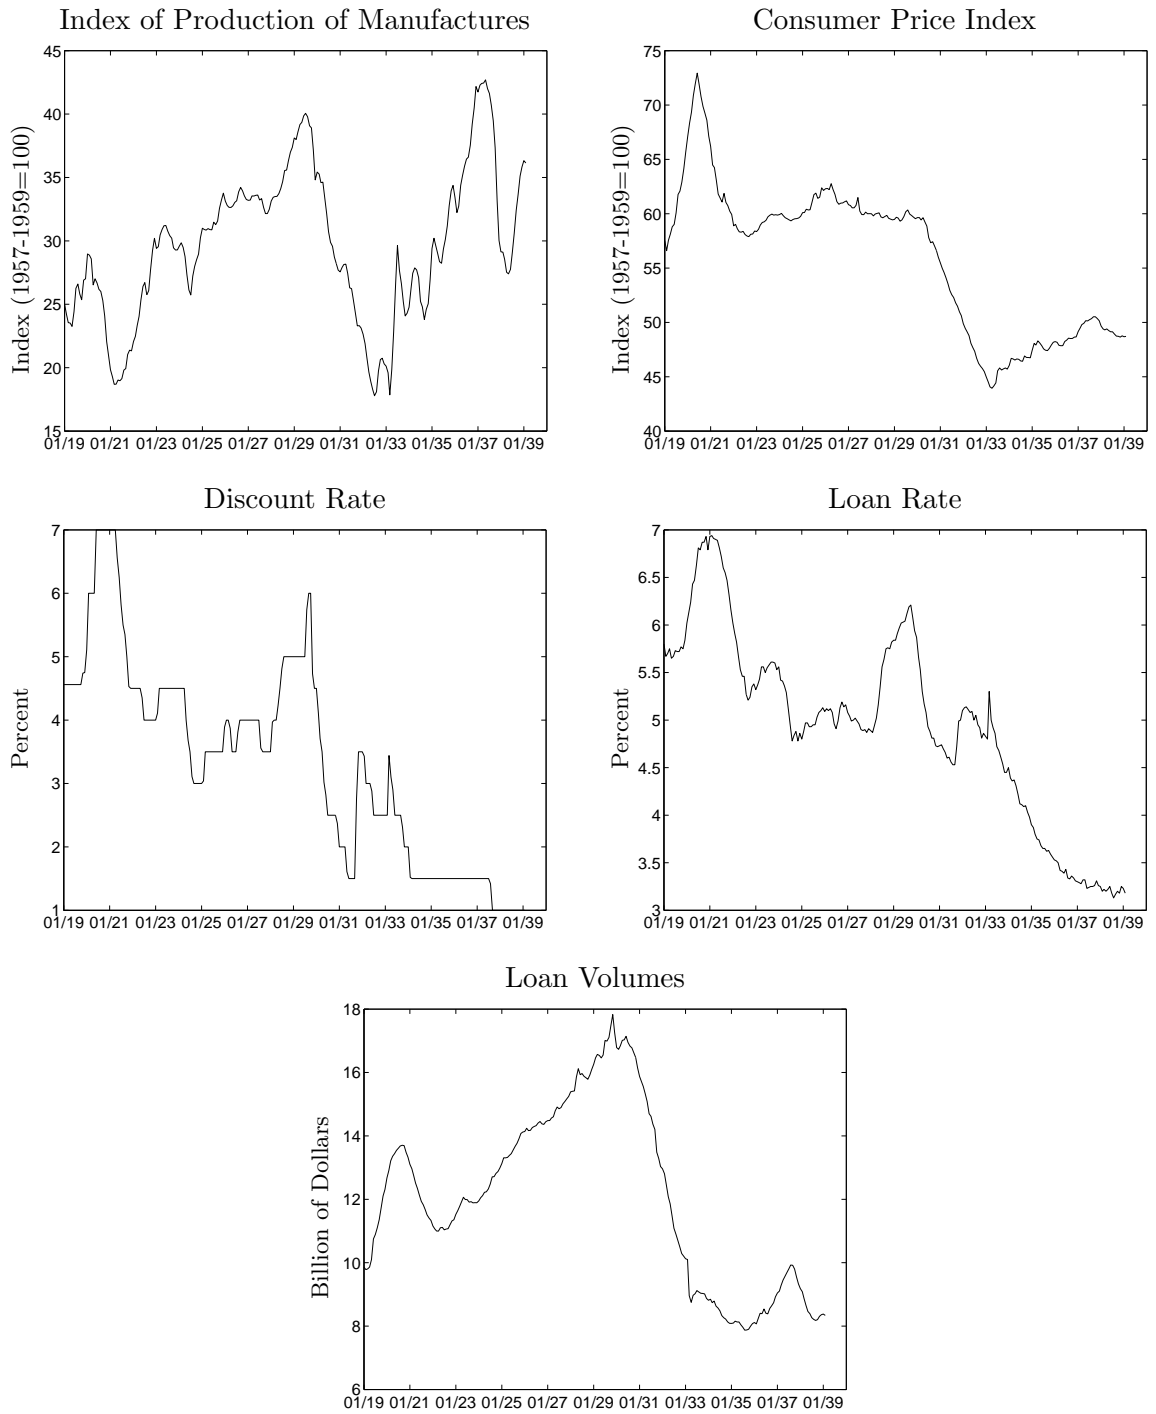 Index of Production of Manufactures
Index (1957-1959=100)
45
40
35
30
25
20
15
01/19 01/21 01/23 01/25 01/27 01/29 01/31 01/33 01/35 01/37 01/39
Consumer Price Index
Index (1957-1959=100)
75
70
65
60
55
50
45
40
01/19 01/21 01/23 01/25 01/27 01/29 01/31 01/33 01/35 01/37 01/39
Discount Rate
Percent
7
6
5
4
3
2
1
01/19 01/21 01/23 01/25 01/27 01/29 01/31 01/33 01/35 01/37 01/39
Loan Rate
Percent
7
6.5
6
5.5
5
4.5
4
3.5
3
01/19 01/21 01/23 01/25 01/27 01/29 01/31 01/33 01/35 01/37 01/39
Loan Volumes
Billion of Dollars
18
16
14
12
10
8
6
01/19 01/21 01/23 01/25 01/27 01/29 01/31 01/33 01/35 01/37 01/39